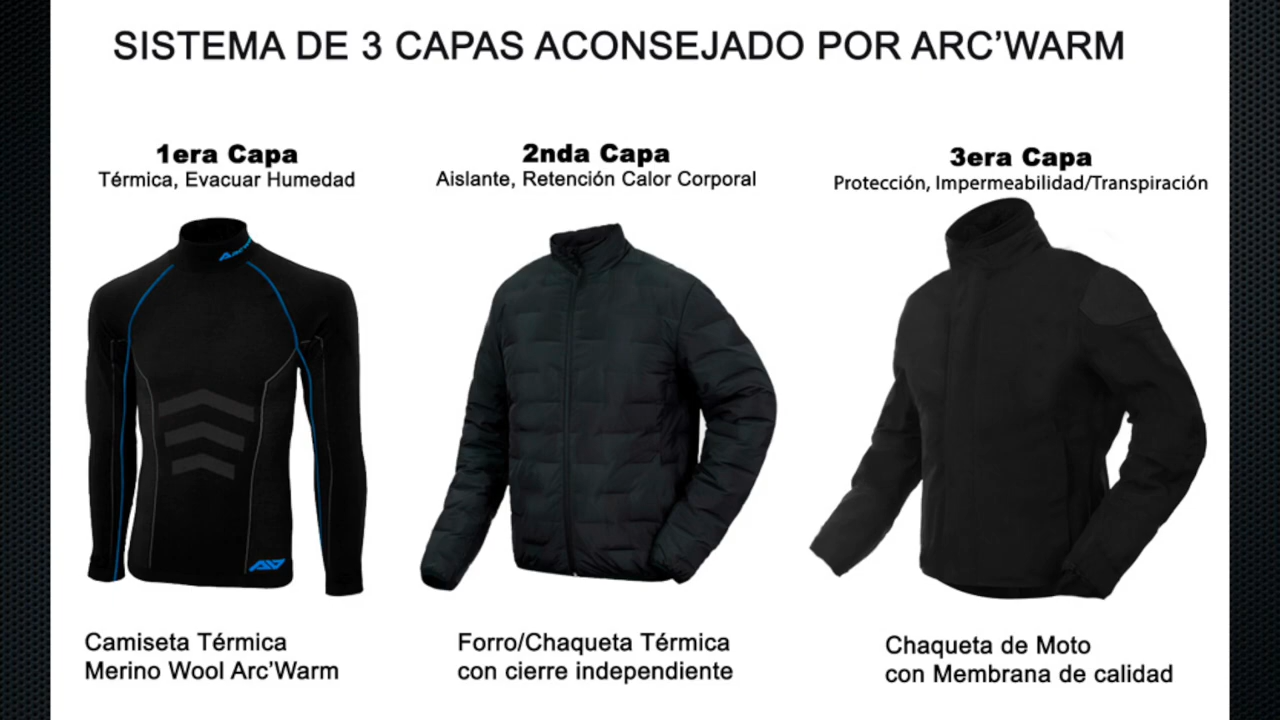 SISTEMA DE 3 CAPAS ACONSEJADO POR ARC'WARM
1era Capa
Térmica, Evacuar Humedad
2nda Capa
Aislante, Retención Calor Corporal
3era Capa
Protección, Impermeabilidad/Transpiración
Camiseta Térmica
Merino Wool Arc'Warm
Forro/Chaqueta Térmica
con cierre independiente
Chaqueta de Moto
con Membrana de calidad